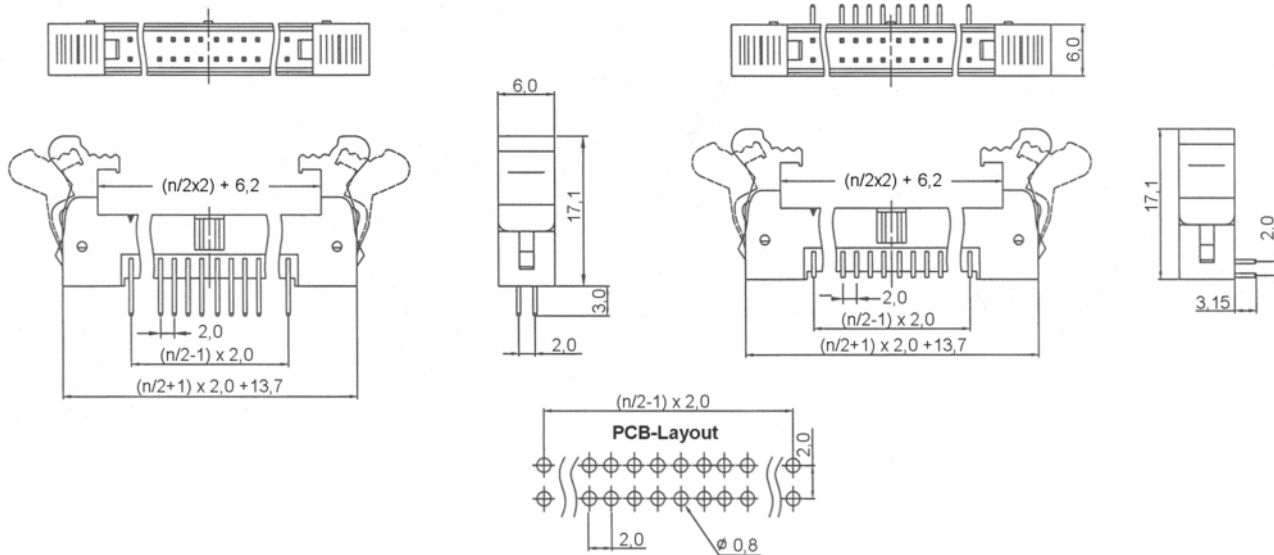 6,0
6,0
(n/2x2) + 6,2
17,1
3,0
2,0
2,0
(n/2-1) x 2,0
(n/2+1) x 2,0 +13,7
(n/2x2) + 6,2
17,1
2,0
3,15
2,0
(n/2-1) x 2,0
(n/2+1) x 2,0 +13,7
(n/2-1) x 2,0
PCB-Layout
2,0
2,0
ø 0,8